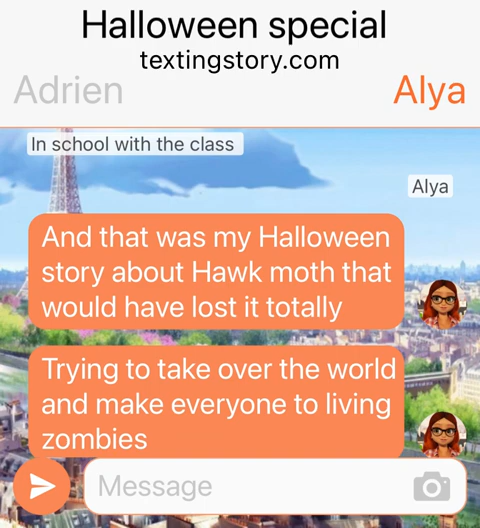 Halloween special
textingstory.com
Adrien Alya
In school with the class
Alya
And that was my Halloween
story about Hawk moth that
would have lost it totally
Trying to take over the world
and make everyone to living
zombies
Message